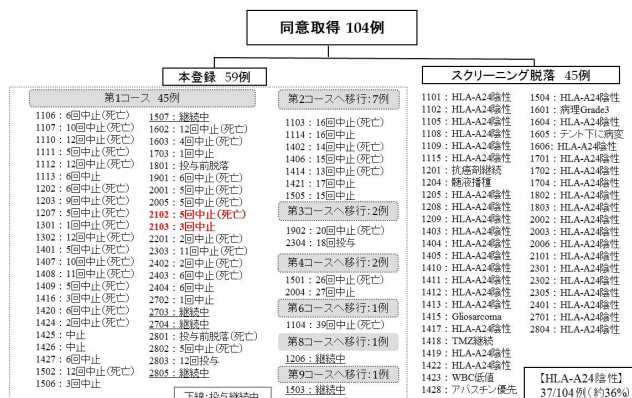 同意取得 104例
本登録 59例
第1コース 45例
1106 : 6回中止(死亡)
1107 : 10回中止(死亡)
1110 : 12回中止(死亡)
1111 : 5回中止(死亡)
1112 : 12回中止(死亡)
1113 : 6回中止
1202 : 6回中止(死亡)
1203 : 9回中止(死亡)
1207 : 5回中止(死亡)
1301 : 1回中止(死亡)
1302 : 12回中止(死亡)
1401 : 5回中止(死亡)
1407 : 10回中止(死亡)
1408 : 11回中止(死亡)
1409 : 5回中止(死亡)
1416 : 3回中止(死亡)
1420 : 6回中止(死亡)
1424 : 2回中止(死亡)
1425 : 中止
1426 : 中止
1427 : 6回中止
1502 : 12回中止(死亡)
1506 : 3回中止
1507 : 継続中
1602 : 12回中止(死亡)
1603 : 4回中止(死亡)
1703 : 1回中止
1801 : 投与前脱落
1901 : 6回中止(死亡)
2001 : 5回中止(死亡)
2005 : 5回中止(死亡)
2102 : 5回中止(死亡)
2103 : 3回中止
2201 : 2回中止(死亡)
2303 : 11回中止(死亡)
2402 : 2回中止(死亡)
2403 : 6回中止(死亡)
2404 : 6回中止
2702 : 1回中止
2703 : 継続中
2704 : 継続中
2801 : 投与前脱落(死亡)
2802 : 5回中止(死亡)
2803 : 12回投与
2805 : 継続中
下線:投与継続中
第2コースへ移行:7例
1103 : 16回中止(死亡)
1114 : 16回中止
1402 : 14回中止(死亡)
1406 : 15回中止(死亡)
1414 : 13回中止(死亡)
1421 : 17回中止
1505 : 15回中止
第3コースへ移行:2例
1902 : 20回中止(死亡)
2304 : 18回投与
第4コースへ移行:2例
1501 : 26回中止(死亡)
2004 : 27回中止
第6コースへ移行:1例
1104 : 39回中止(死亡)
第8コースへ移行:1例
1206 : 継続中
第9コースへ移行:1例
1503 : 継続中
スクリーニング脱落 45例
1101 : HLA-A24陰性
1102 : HLA-A24陰性
1105 : HLA-A24陰性
1108 : HLA-A24陰性
1109 : HLA-A24陰性
1115 : HLA-A24陰性
1201 : 抗癌剤継続
1204 : 髄液播種
1205 : HLA-A24陰性
1208 : HLA-A24陰性
1209 : HLA-A24陰性
1403 : HLA-A24陰性
1404 : HLA-A24陰性
1405 : HLA-A24陰性
1410 : HLA-A24陰性
1411 : HLA-A24陰性
1412 : HLA-A24陰性
1413 : HLA-A24陰性
1415 : Gliosarcoma
1417 : HLA-A24陰性
1418 : TMZ継続
1419 : HLA-A24陰性
1422 : HLA-A24陰性
1423 : WBC低値
1428 : アバスチン優先
1504 : HLA-A24陰性
1601 : 病理Grade3
1604 : HLA-A24陰性
1605 : テント下に病変
1606: HLA-A24陰性
1701 : HLA-A24陰性
1702 : HLA-A24陰性
1704 : HLA-A24陰性
1802 : HLA-A24陰性
1803 : HLA-A24陰性
2002 : HLA-A24陰性
2003 : HLA-A24陰性
2006 : HLA-A24陰性
2101 : HLA-A24陰性
2301 : HLA-A24陰性
2302 : HLA-A24陰性
2305 : HLA-A24陰性
2401 : HLA-A24陰性
2701 : HLA-A24陰性
2804 : HLA-A24陰性
【HLA-A24陰性】
37/104例(約36%)